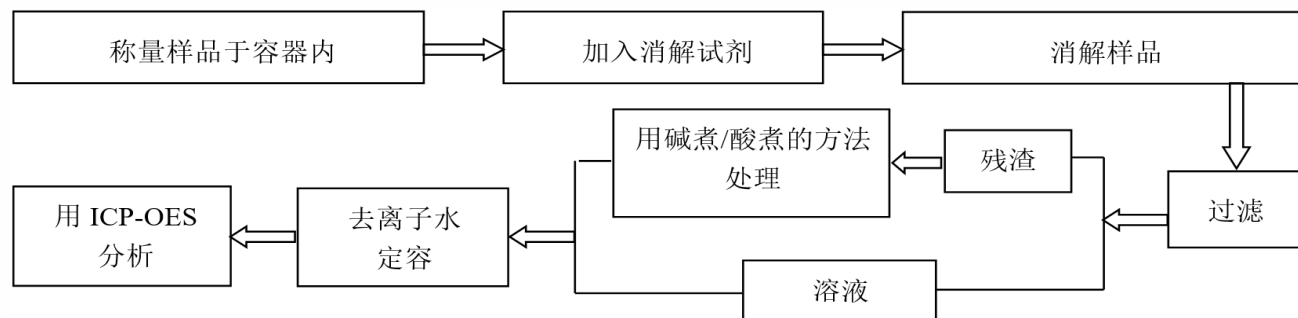 称量样品于容器内
加入消解试剂
消解样品
用碱煮/酸煮的方法
处理
残渣
过滤
用 ICP-OES
分析
去离子水
定容
溶液